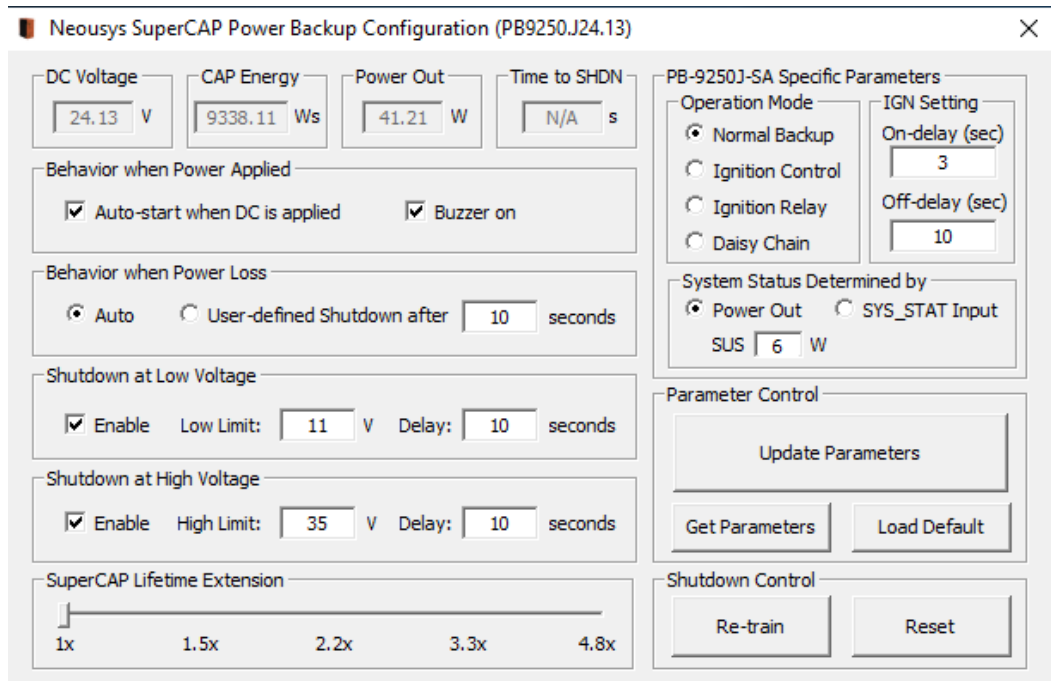 Neousys SuperCAP Power Backup Configuration (PB9250.J24.13)
DC Voltage
24.13 V
CAP Energy
9338.11 Ws
Power Out
41.21 W
Time to SHDN
N/A s
Behavior when Power Applied
Auto-start when DC is applied Buzzer on
Behavior when Power Loss
Auto User-defined Shutdown after 10 seconds
Shutdown at Low Voltage
Enable Low Limit: 11 V Delay: 10 seconds
Shutdown at High Voltage
Enable High Limit: 35 V Delay: 10 seconds
SuperCAP Lifetime Extension
1x 1.5x 2.2x 3.3x 4.8x
PB-9250J-SA Specific Parameters
Operation Mode
Normal Backup
Ignition Control
Ignition Relay
Daisy Chain
IGN Setting
On-delay (sec)
3
Off-delay (sec)
10
System Status Determined by
Power Out SYS_STAT Input
SUS 6 W
Parameter Control
Update Parameters
Get Parameters Load Default
Shutdown Control
Re-train Reset